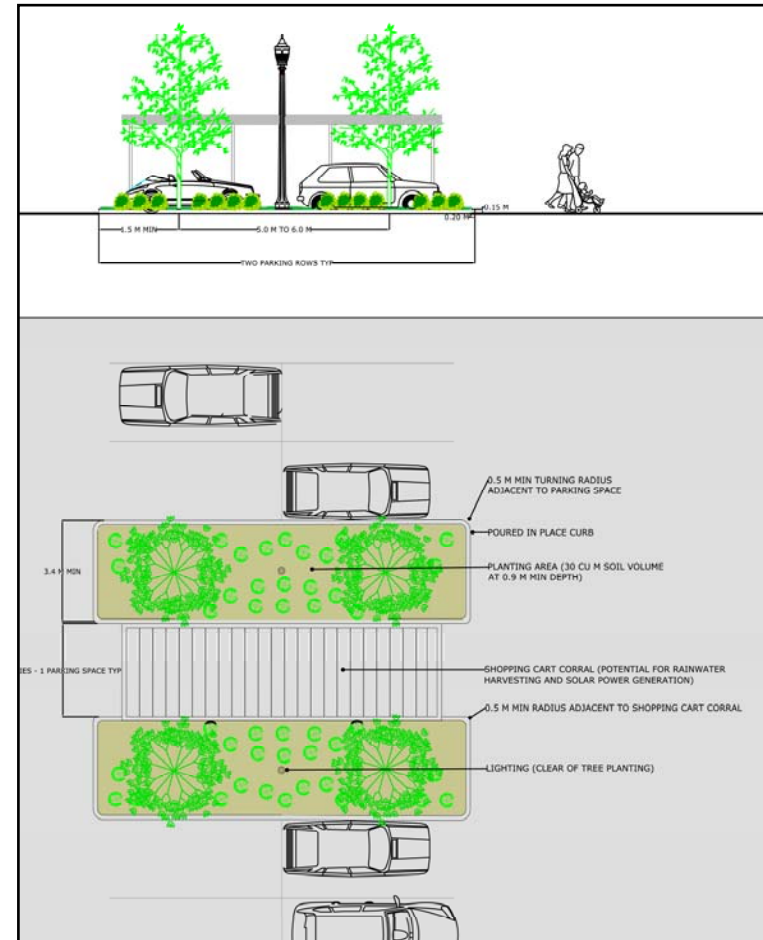 0.15 M
0.20 M
1.5 M MIN
5.0 M TO 6.0 M
TWO PARKING ROWS TYP
0.5 M MIN TURNING RADIUS
ADJACENT TO PARKING SPACE
POURED IN PLACE CURB
3.4 M MIN
PLANTING AREA (30 CU M SOIL VOLUME
AT 0.9 M MIN DEPTH)
IES - 1 PARKING SPACE TYP
SHOPPING CART CORRAL (POTENTIAL FOR RAINWATER
HARVESTING AND SOLAR POWER GENERATION)
0.5 M MIN RADIUS ADJACENT TO SHOPPING CART CORRAL
LIGHTING (CLEAR OF TREE PLANTING)